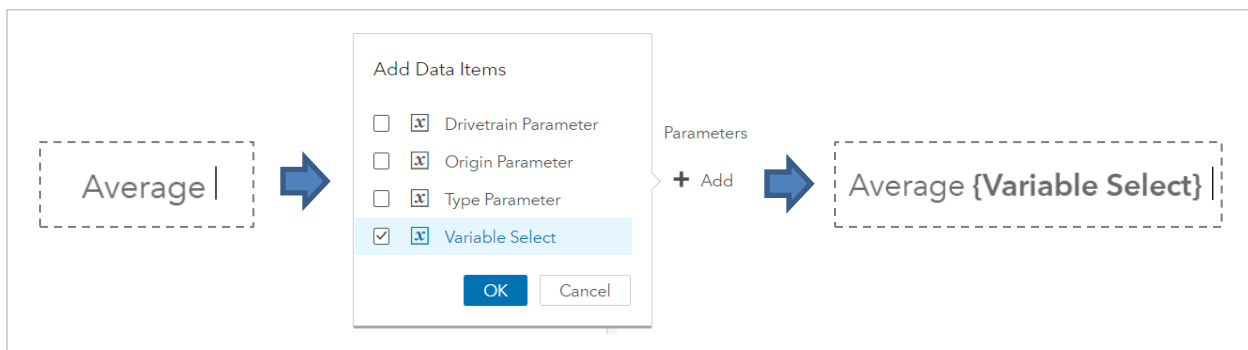 Average
Add Data Items
Drivetrain Parameter
Origin Parameter
Type Parameter
Variable Select
OK Cancel
Parameters
+ Add
Average {Variable Select}